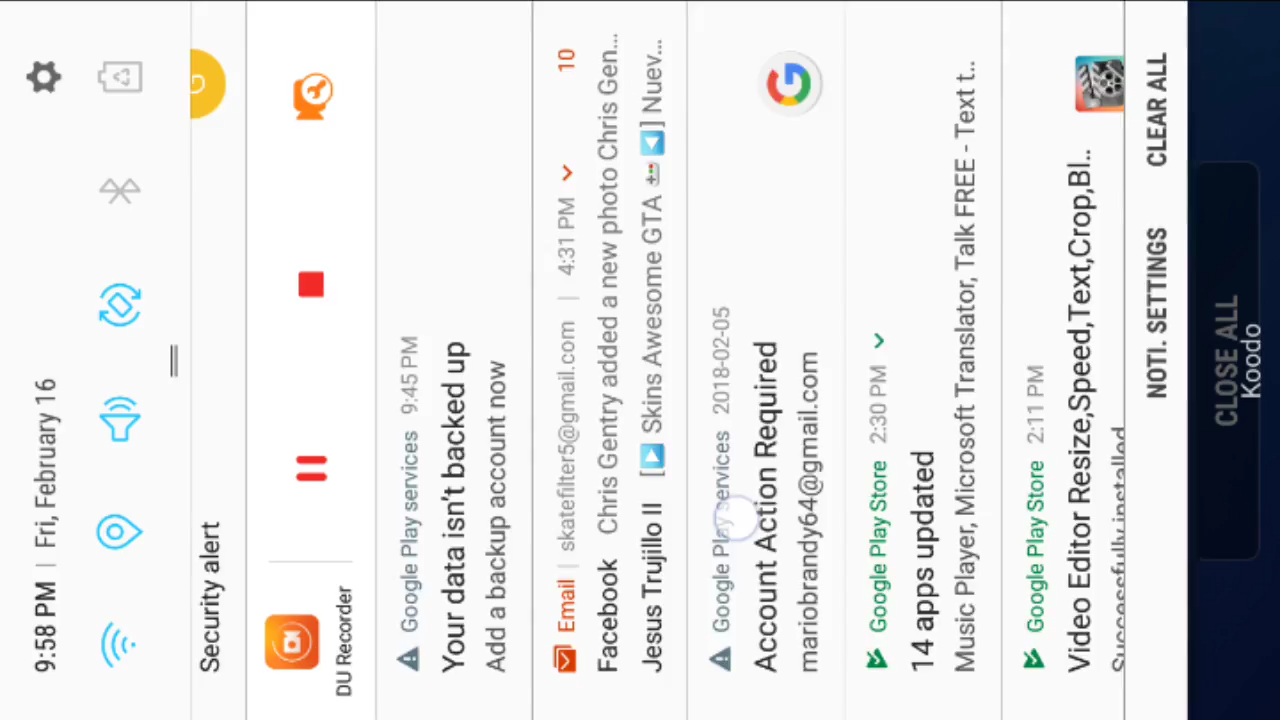 9:58 PM | Fri, February 16
Security alert
G
DU Recorder
Google Play services 9:45 PM
Your data isn't backed up
Add a backup account now
Email | skatefilter5@gmail.com | 4:31 PM 10
Facebook Chris Gentry added a new photo Chris Gen...
Jesus Trujillo II [▶] Skins Awesome GTA 🎮 [◀] Nuev...
Google Play services 2018-02-05
Account Action Required
mariobrandy64@gmail.com
G
Google Play Store 2:30 PM
14 apps updated
Music Player, Microsoft Translator, Talk FREE - Text t..
Google Play Store 2:11 PM
Video Editor Resize,Speed,Text,Crop,Bl..
Successfully installed
NOTI. SETTINGS CLEAR ALL
CLOSE ALL
Koodo